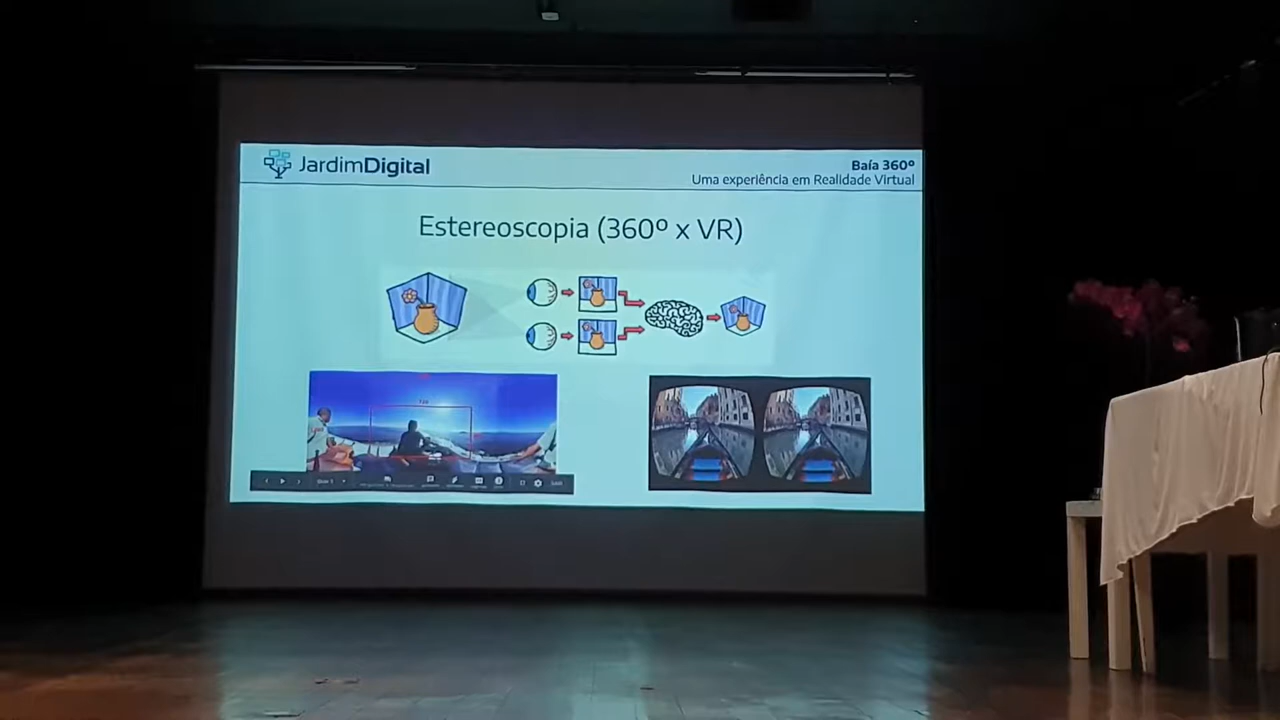 JardimDigital
Baía 360º
Uma experiência em Realidade Virtual
Estereoscopia (360º x VR)